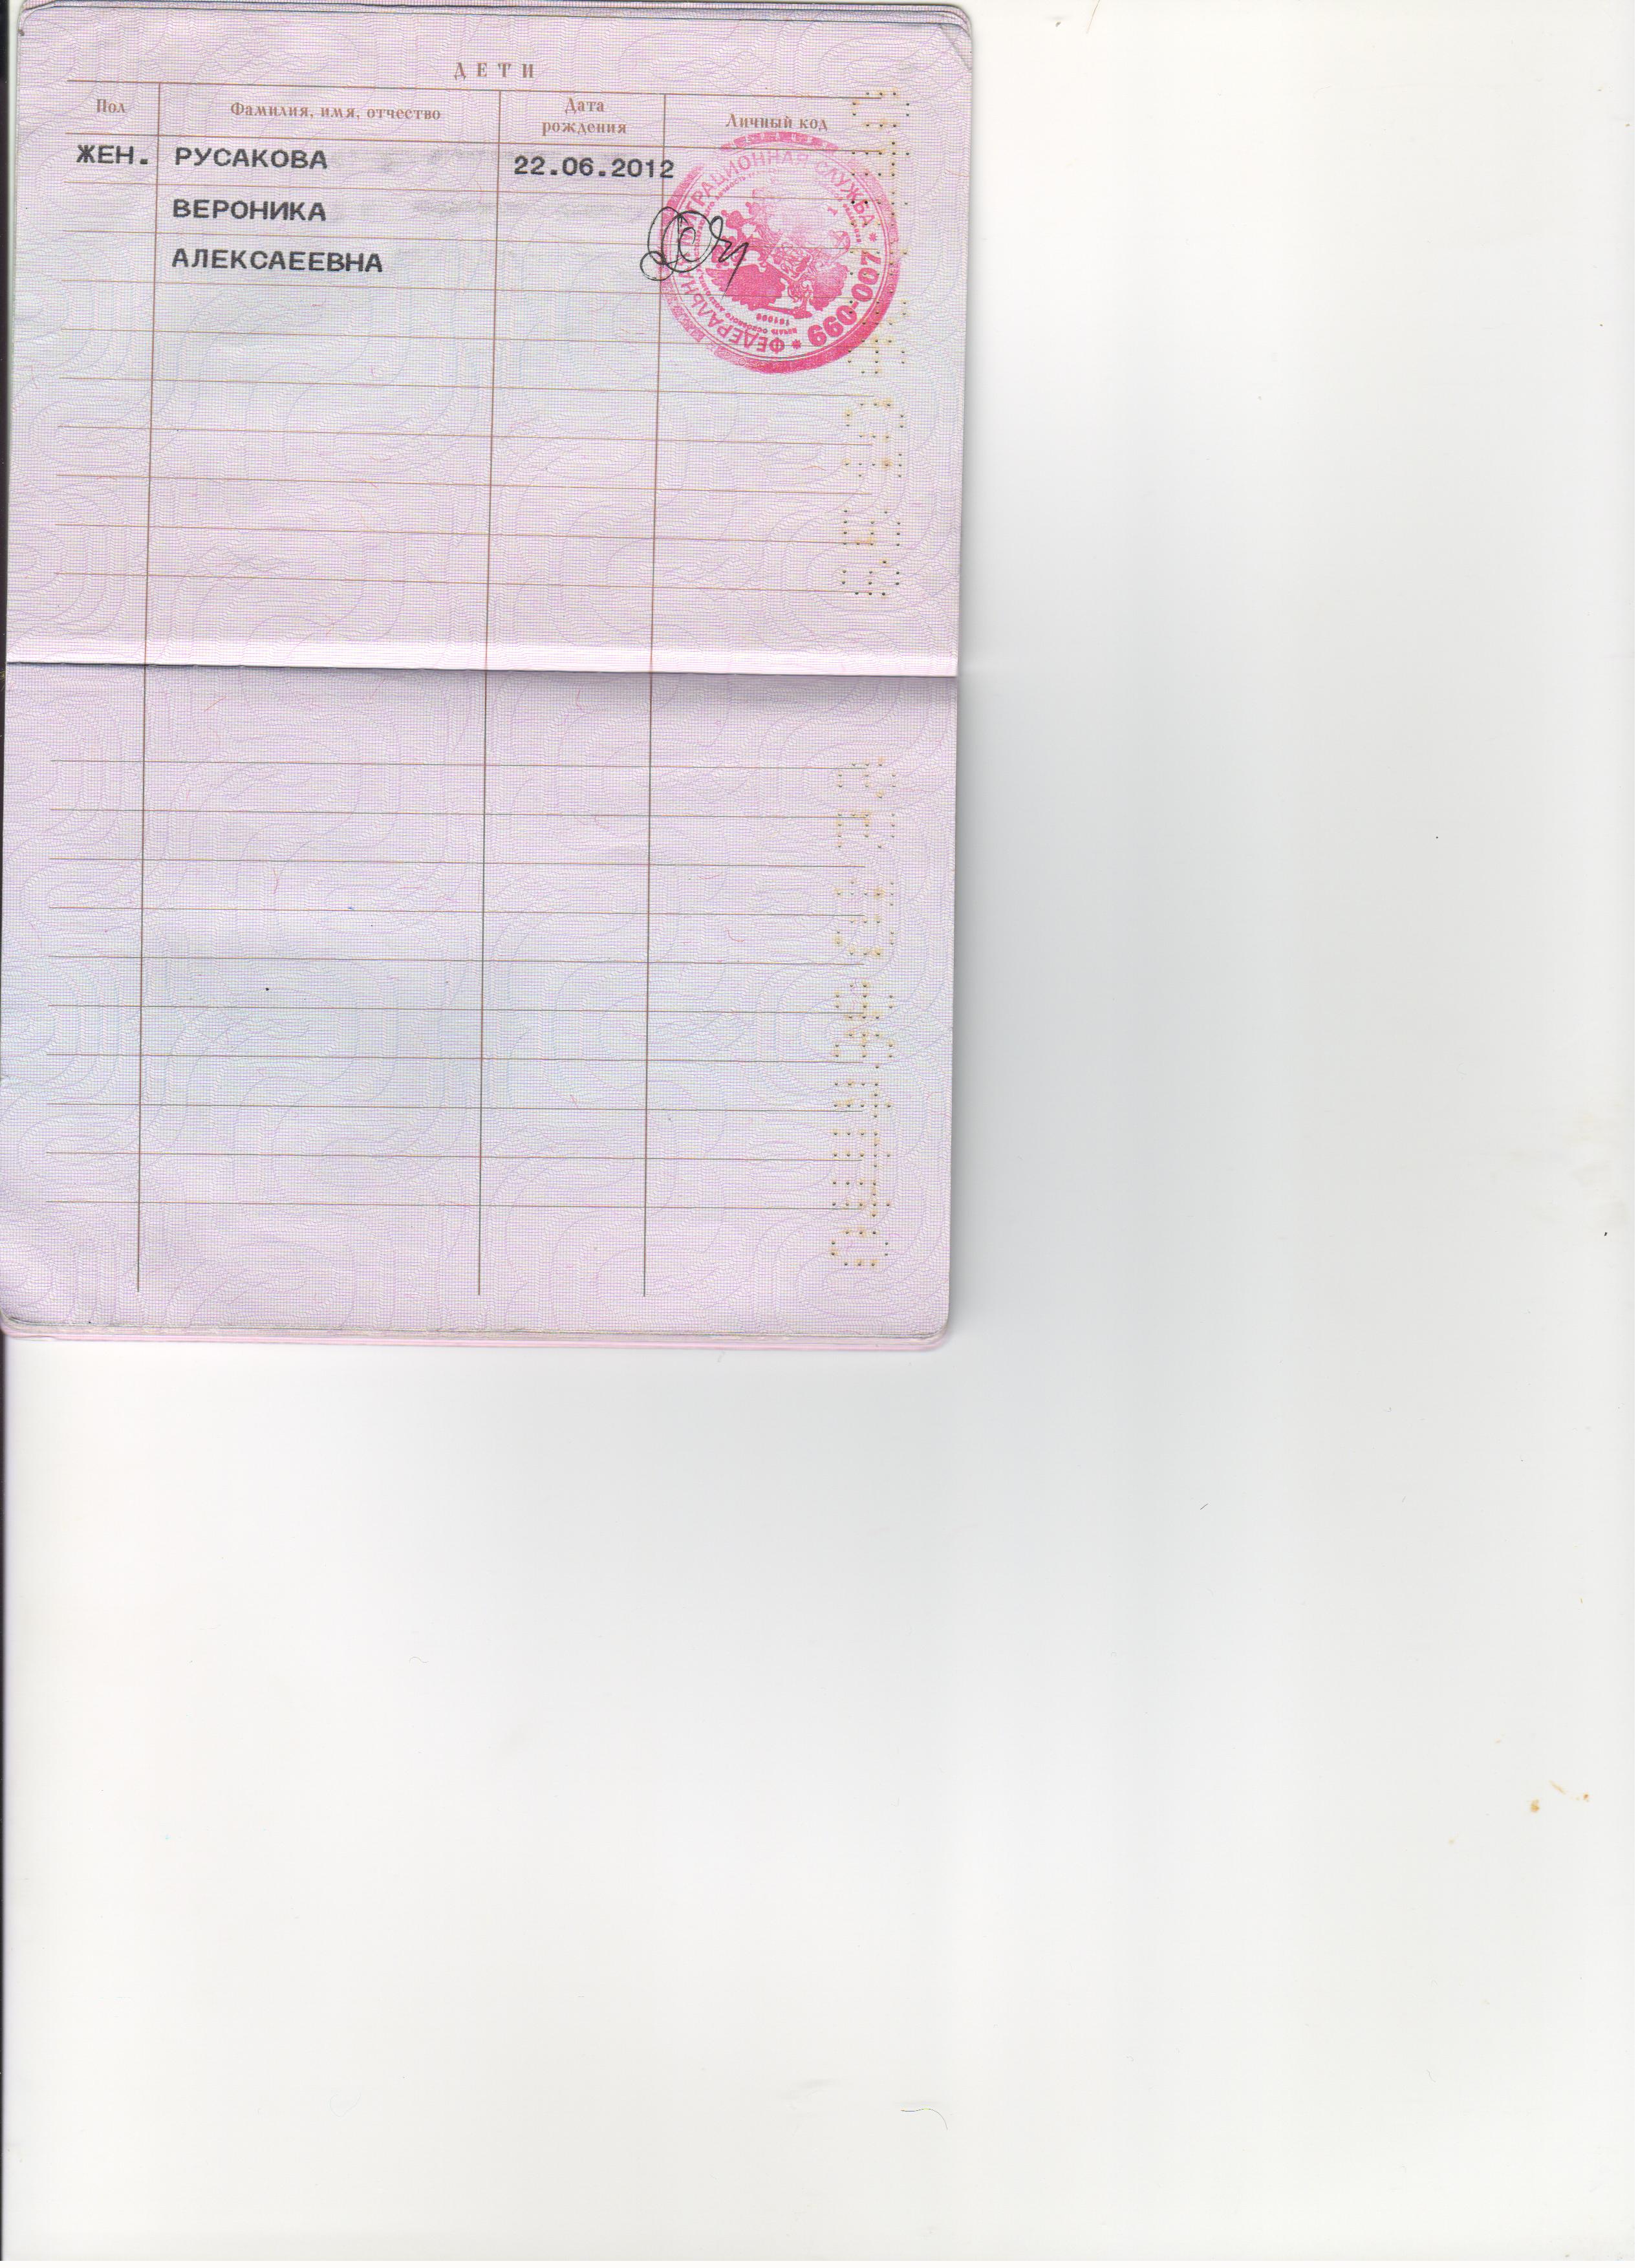 ДЕТИ
Пол Фамилия, имя, отчество Дата рождения Личный код
ЖЕН. РУСАКОВА 22.06.2012
ВЕРОНИКА
АЛЕКСАЕЕВНА
ФЕДЕРАЛЬНАЯ МИГРАЦИОННАЯ СЛУЖБА * 660-007 *